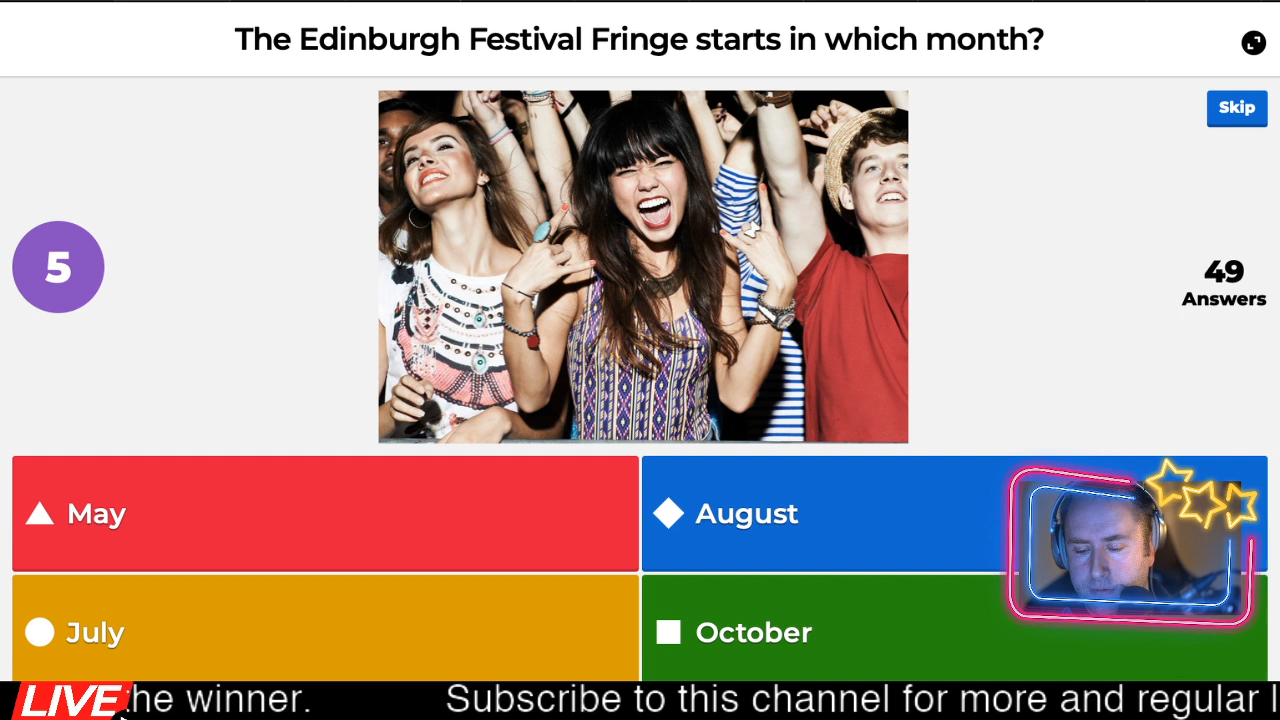 The Edinburgh Festival Fringe starts in which month?
Skip
5
49
Answers
May
August
July
October
LIVE
he winner. Subscribe to this channel for more and regular l